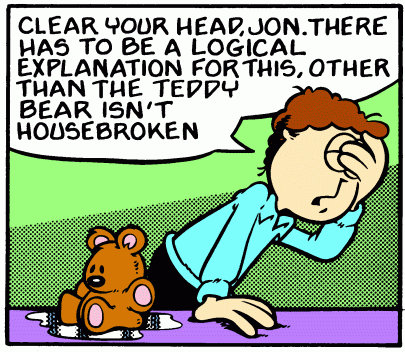 CLEAR YOUR HEAD, JON. THERE
HAS TO BE A LOGICAL
EXPLANATION FOR THIS, OTHER
THAN THE TEDDY
BEAR ISN'T
HOUSEBROKEN